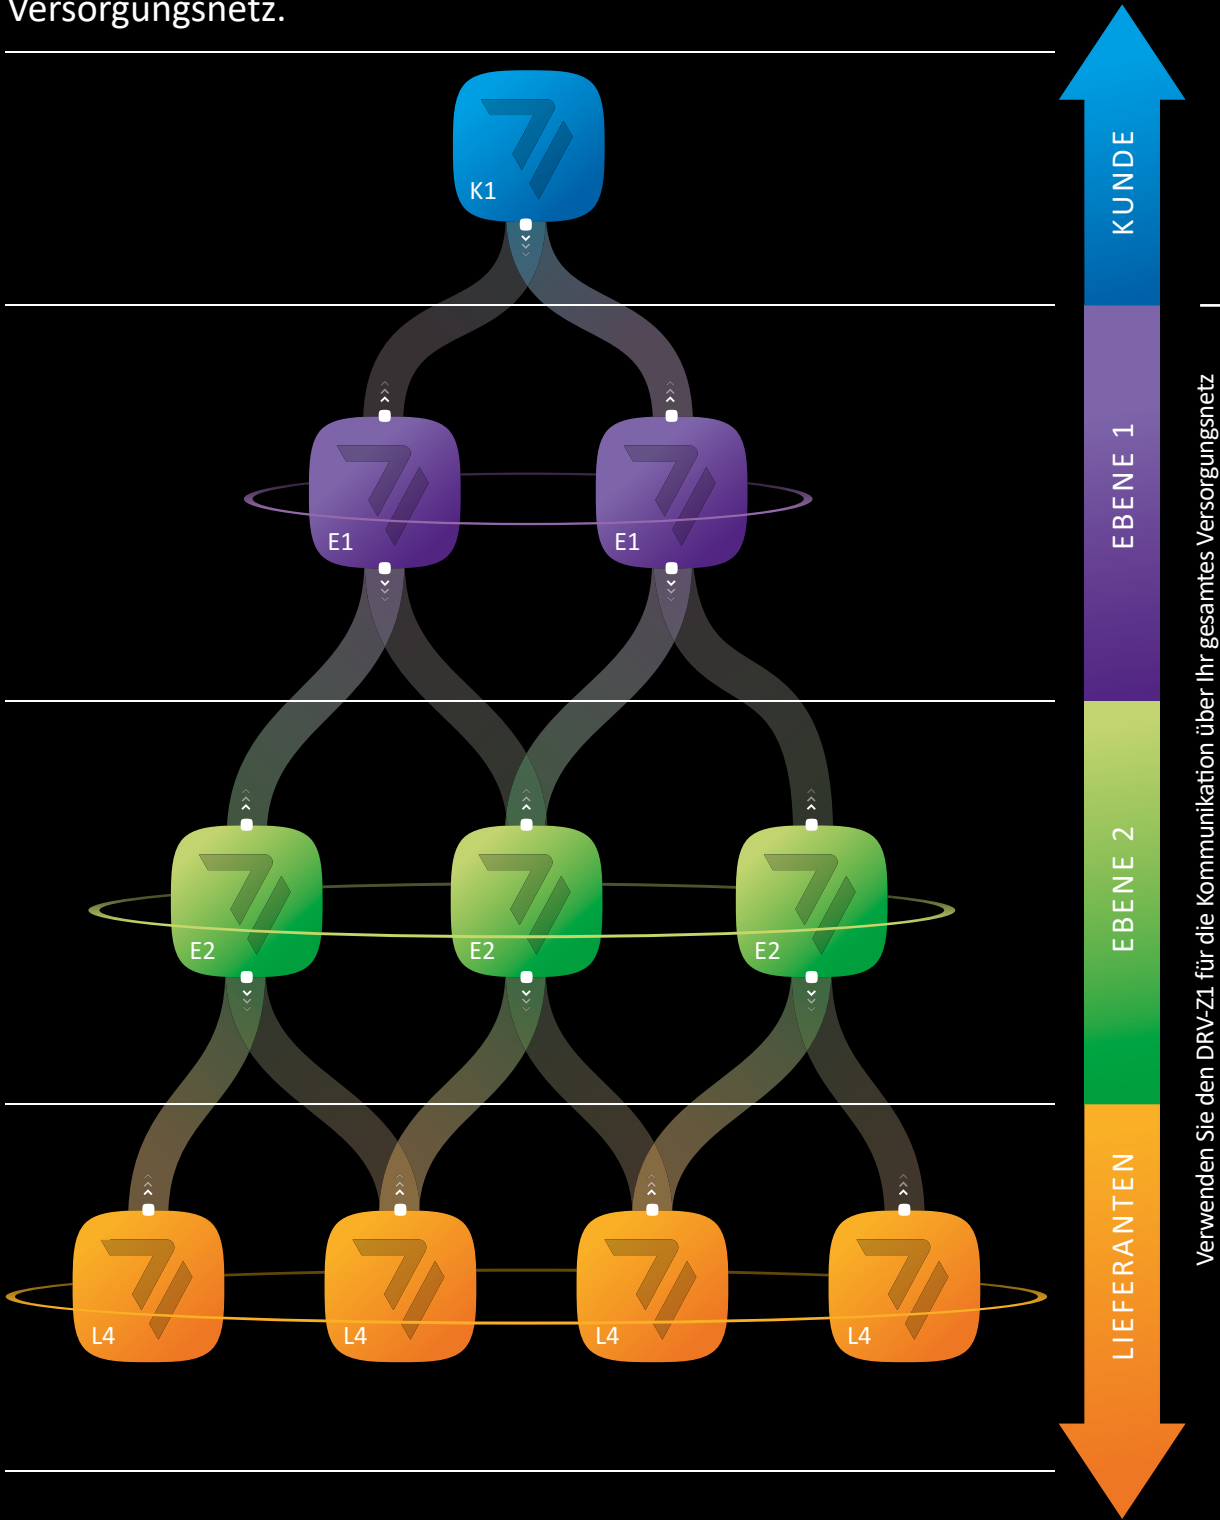 Versorgungsnetz.
K1
E1
E1
E2
E2
E2
L4
L4
L4
L4
KUNDE
EBENE 1
EBENE 2
LIEFERANTEN
Verwenden Sie den DRV-Z1 für die Kommunikation über Ihr gesamtes Versorgungsnetz